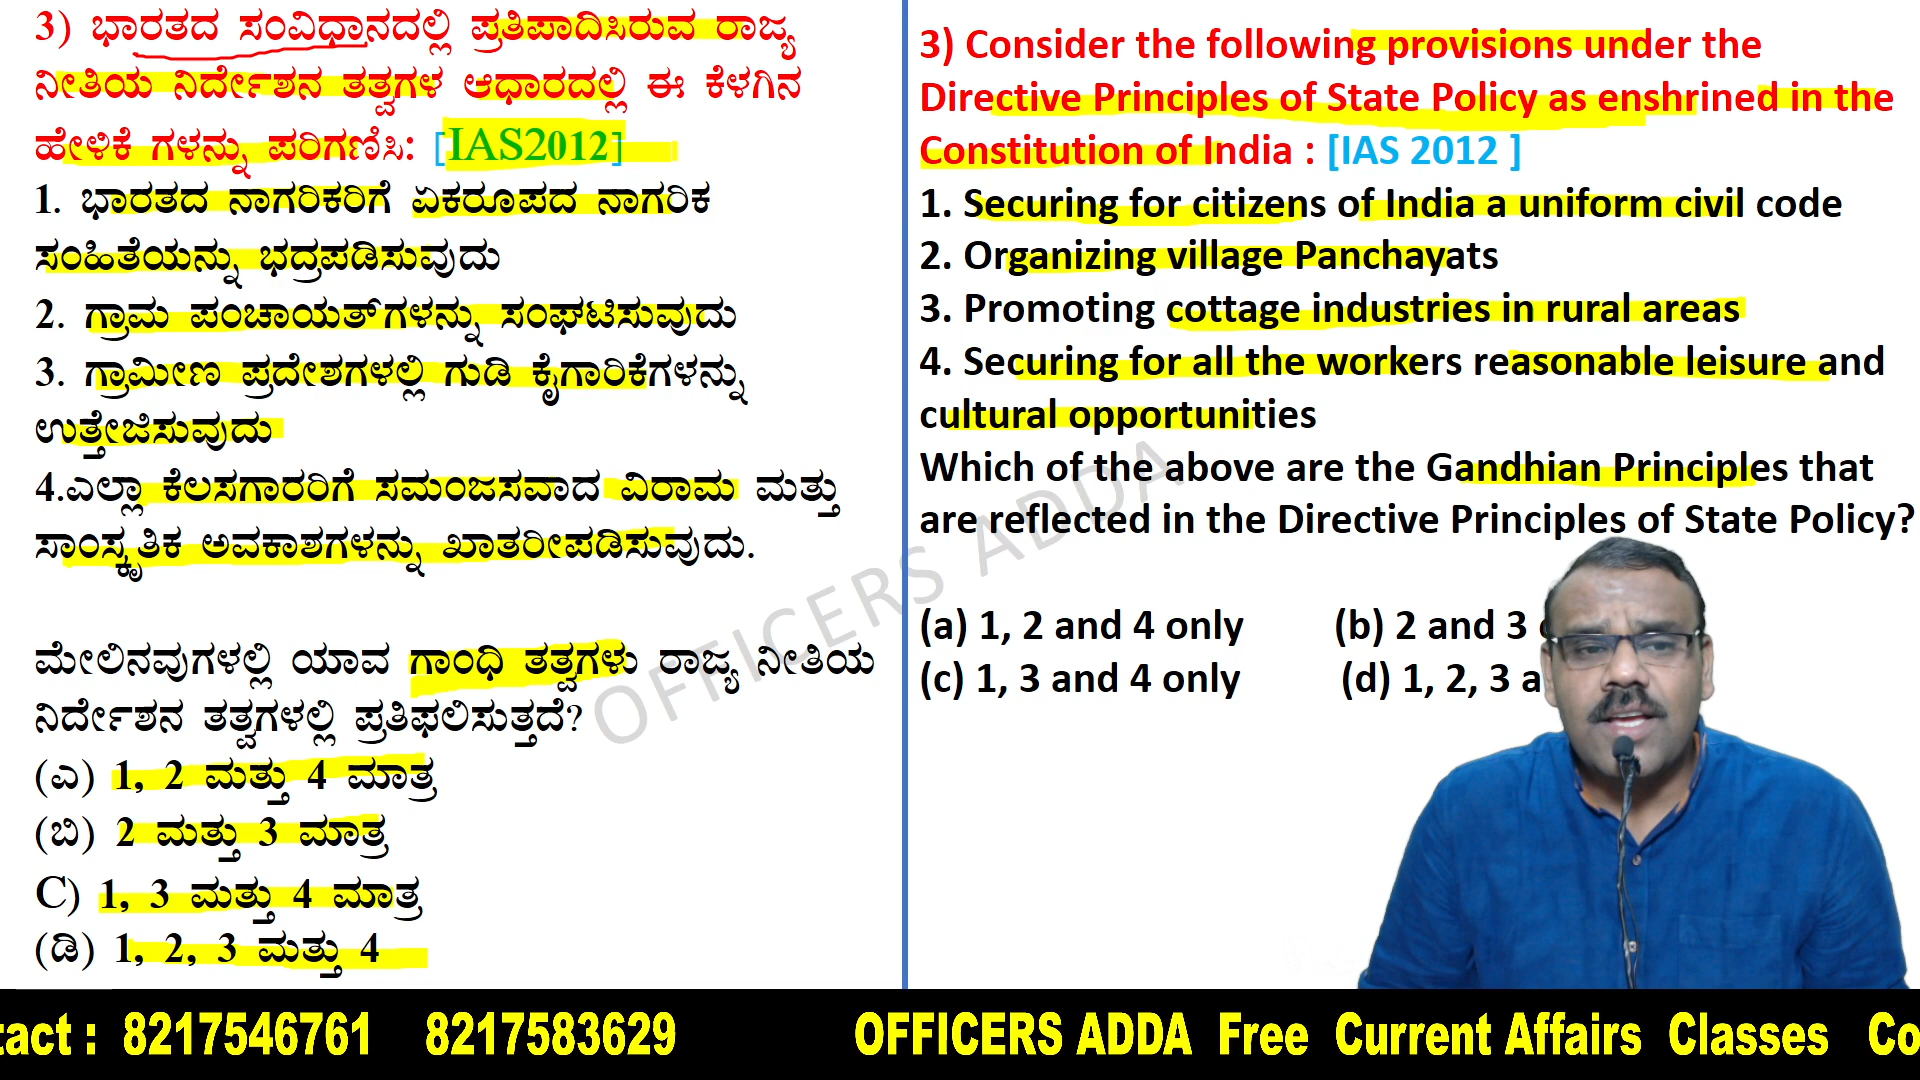 3) ಭಾರತದ ಸಂವಿಧಾನದಲ್ಲಿ ಪ್ರತಿಪಾದಿಸಿರುವ ರಾಜ್ಯ
ನೀತಿಯ ನಿರ್ದೇಶನ ತತ್ವಗಳ ಆಧಾರದಲ್ಲಿ ಈ ಕೆಳಗಿನ
ಹೇಳಿಕೆ ಗಳನ್ನು ಪರಿಗಣಿಸಿ: [IAS2012]
1. ಭಾರತದ ನಾಗರಿಕರಿಗೆ ಏಕರೂಪದ ನಾಗರಿಕ
ಸಂಹಿತೆಯನ್ನು ಭದ್ರಪಡಿಸುವುದು
2. ಗ್ರಾಮ ಪಂಚಾಯತ್‌ಗಳನ್ನು ಸಂಘಟಿಸುವುದು
3. ಗ್ರಾಮೀಣ ಪ್ರದೇಶಗಳಲ್ಲಿ ಗುಡಿ ಕೈಗಾರಿಕೆಗಳನ್ನು
ಉತ್ತೇಜಿಸುವುದು
4.ಎಲ್ಲಾ ಕೆಲಸಗಾರರಿಗೆ ಸಮಂಜಸವಾದ ವಿರಾಮ ಮತ್ತು
ಸಾಂಸ್ಕೃತಿಕ ಅವಕಾಶಗಳನ್ನು ಖಾತರೀಪಡಿಸುವುದು.
ಮೇಲಿನವುಗಳಲ್ಲಿ ಯಾವ ಗಾಂಧಿ ತತ್ವಗಳು ರಾಜ್ಯ ನೀತಿಯ
ನಿರ್ದೇಶನ ತತ್ವಗಳಲ್ಲಿ ಪ್ರತಿಫಲಿಸುತ್ತದೆ?
(ಎ) 1, 2 ಮತ್ತು 4 ಮಾತ್ರ
(ಬಿ) 2 ಮತ್ತು 3 ಮಾತ್ರ
C) 1, 3 ಮತ್ತು 4 ಮಾತ್ರ
(ಡಿ) 1, 2, 3 ಮತ್ತು 4
3) Consider the following provisions under the
Directive Principles of State Policy as enshrined in the
Constitution of India : [IAS 2012 ]
1. Securing for citizens of India a uniform civil code
2. Organizing village Panchayats
3. Promoting cottage industries in rural areas
4. Securing for all the workers reasonable leisure and
cultural opportunities
Which of the above are the Gandhian Principles that
are reflected in the Directive Principles of State Policy?
(a) 1, 2 and 4 only (b) 2 and 3
(c) 1, 3 and 4 only (d) 1, 2, 3 a
OFFICERS ADDA
tact : 8217546761 8217583629 OFFICERS ADDA Free Current Affairs Classes Co